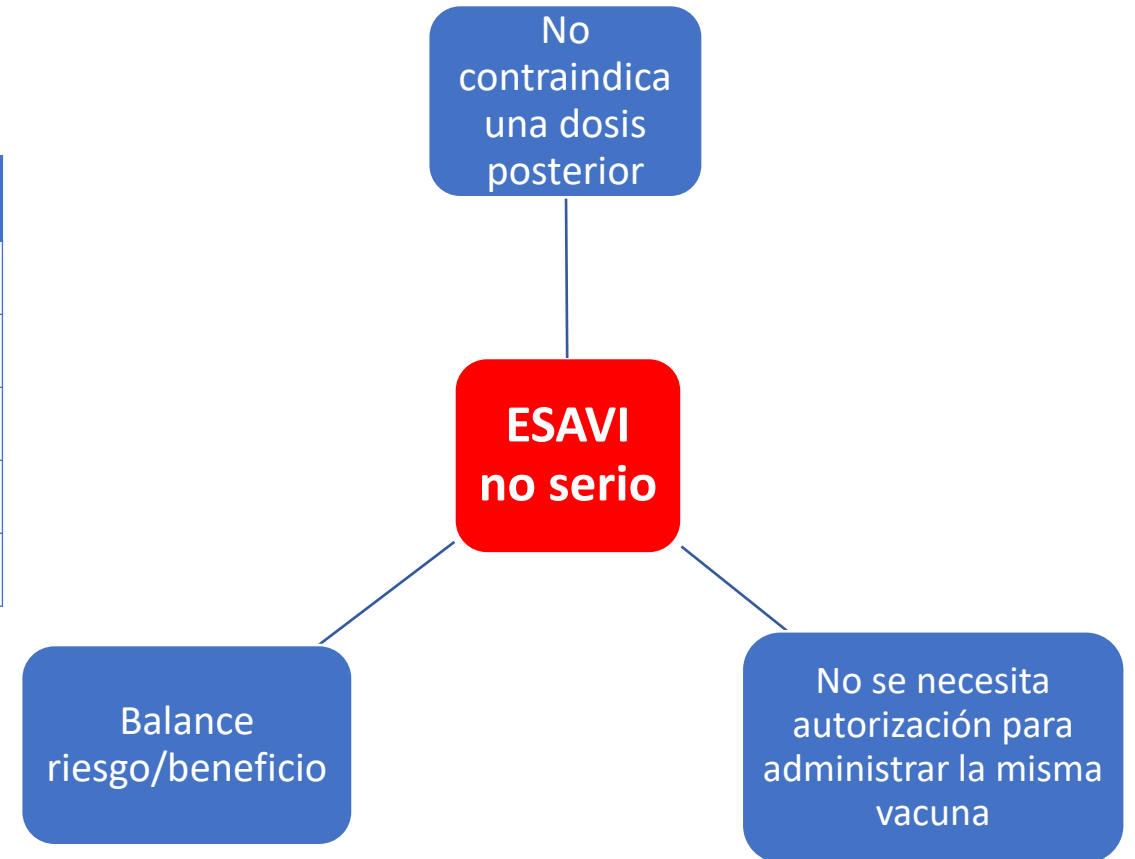 No
contraindica
una dosis
posterior
ESAVI
no serio
Balance
riesgo/beneficio
No se necesita
autorización para
administrar la misma
vacuna